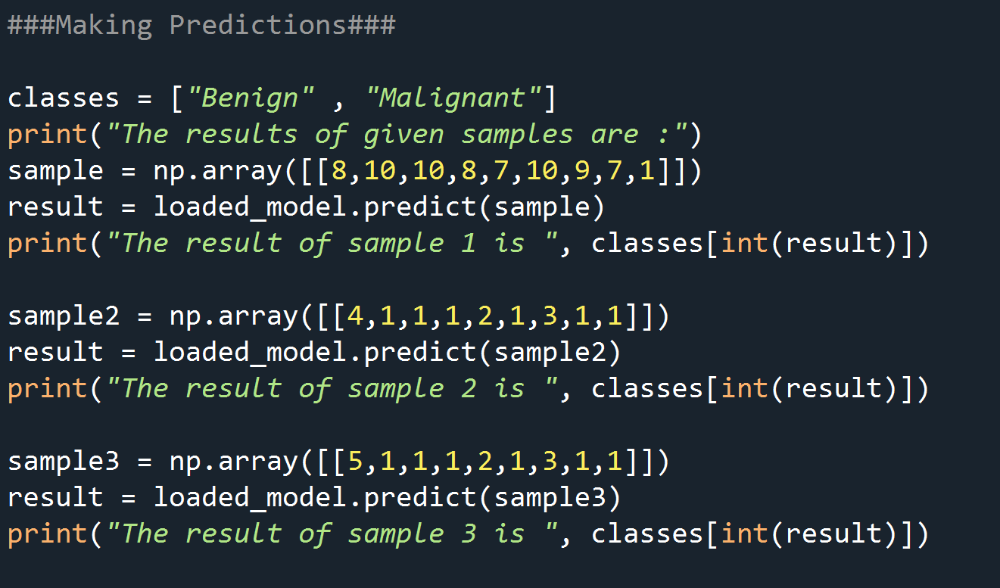 ###Making Predictions###
classes = ["Benign" , "Malignant"]
print("The results of given samples are :")
sample = np.array([[8,10,10,8,7,10,9,7,1]])
result = loaded_model.predict(sample)
print("The result of sample 1 is ", classes[int(result)])
sample2 = np.array([[4,1,1,1,2,1,3,1,1]])
result = loaded_model.predict(sample2)
print("The result of sample 2 is ", classes[int(result)])
sample3 = np.array([[5,1,1,1,2,1,3,1,1]])
result = loaded_model.predict(sample3)
print("The result of sample 3 is ", classes[int(result)])